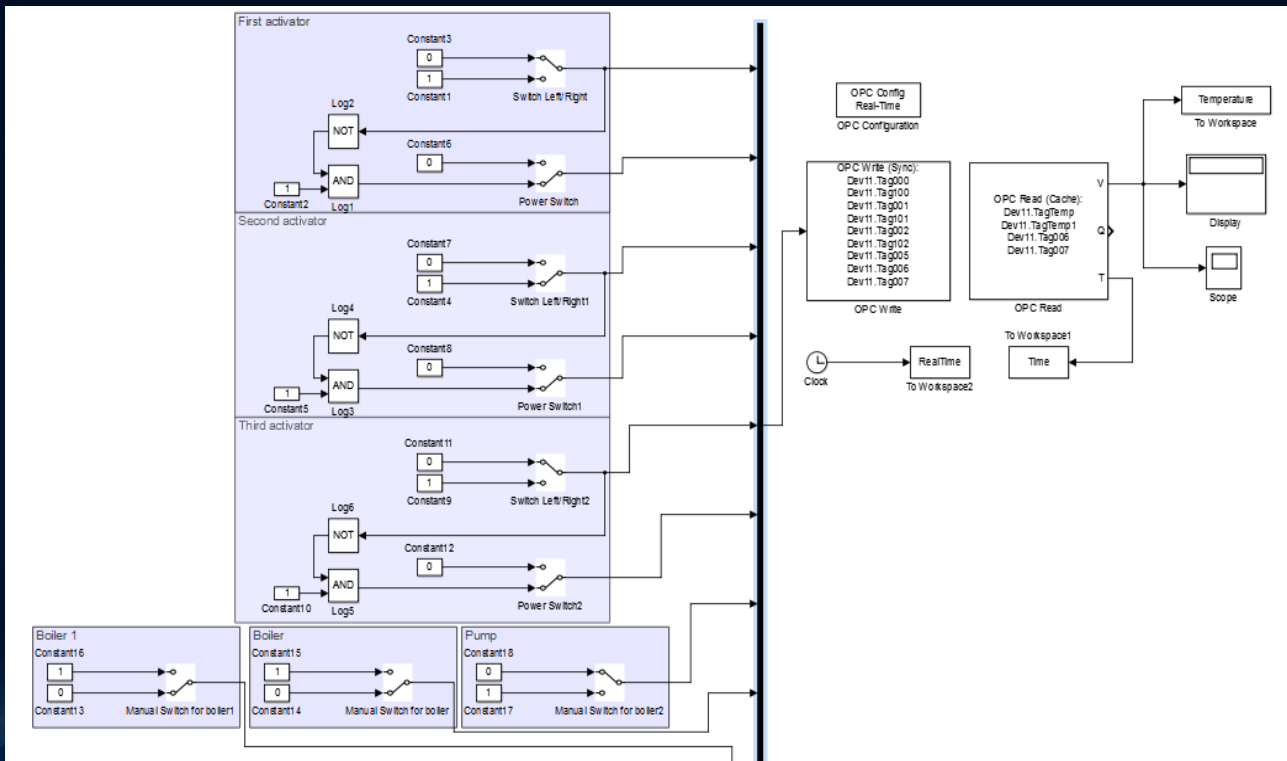 First activator
Constant3
0
1
Constant1
Switch Left/Right
Log2
NOT
Constant6
0
AND
1
Constant2
Log1
Power Switch
Second activator
Constant7
0
1
Constant4
Switch Left/Right1
Log4
NOT
Constant8
0
AND
1
Constant5
Log3
Power Switch1
Third activator
Constant11
0
1
Constant9
Switch Left/Right2
Log6
NOT
Constant12
0
AND
1
Constant10
Log5
Power Switch2
Boiler 1
Constant16
1
0
Constant13
Manual Switch for boiler1
Boiler
Constant15
1
0
Constant14
Manual Switch for boiler
Pump
Constant18
0
1
Constant17
Manual Switch for boiler2
OPC Config
Real-Time
OPC Configuration
OPC Write (Sync):
Dev11.Tag000
Dev11.Tag100
Dev11.Tag001
Dev11.Tag101
Dev11.Tag002
Dev11.Tag102
Dev11.Tag005
Dev11.Tag006
Dev11.Tag007
OPC Write
OPC Read (Cache):
Dev11.TagTemp
Dev11.TagTemp1
Dev11.Tag006
Dev11.Tag007
V
Q
T
OPC Read
Temperature
To Workspace
Display
Scope
Clock
RealTime
To Workspace2
To Workspace1
Time